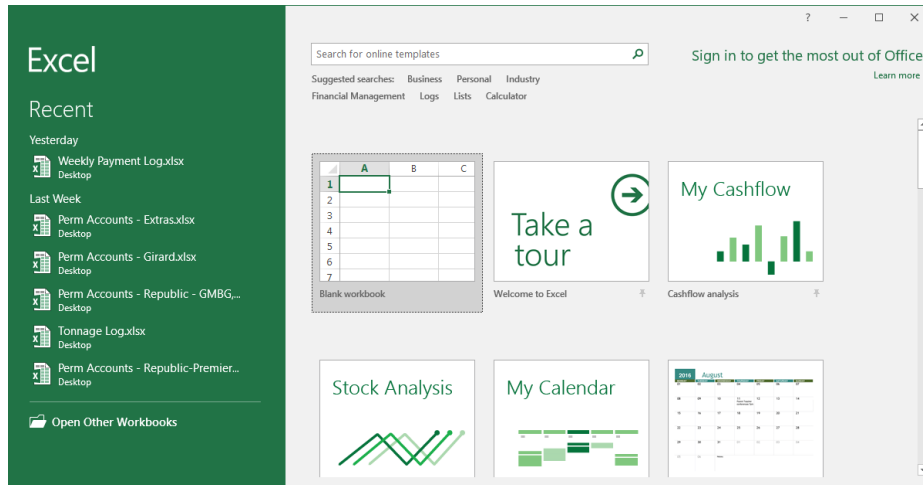 ?
Excel
Search for online templates
Sign in to get the most out of Office
Learn more
Suggested searches: Business Personal Industry
Financial Management Logs Lists Calculator
Recent
Yesterday
Weekly Payment Log.xlsx
Desktop
Last Week
Perm Accounts - Extras.xlsx
Desktop
Perm Accounts - Girard.xlsx
Desktop
Perm Accounts - Republic - GMBG,...
Desktop
Tonnage Log.xlsx
Desktop
Perm Accounts - Republic-Premier...
Desktop
Open Other Workbooks
A B C
1
2
3
4
5
6
7
Blank workbook
Take a
tour
Welcome to Excel
My Cashflow
Cashflow analysis
Stock Analysis
My Calendar
2016 August